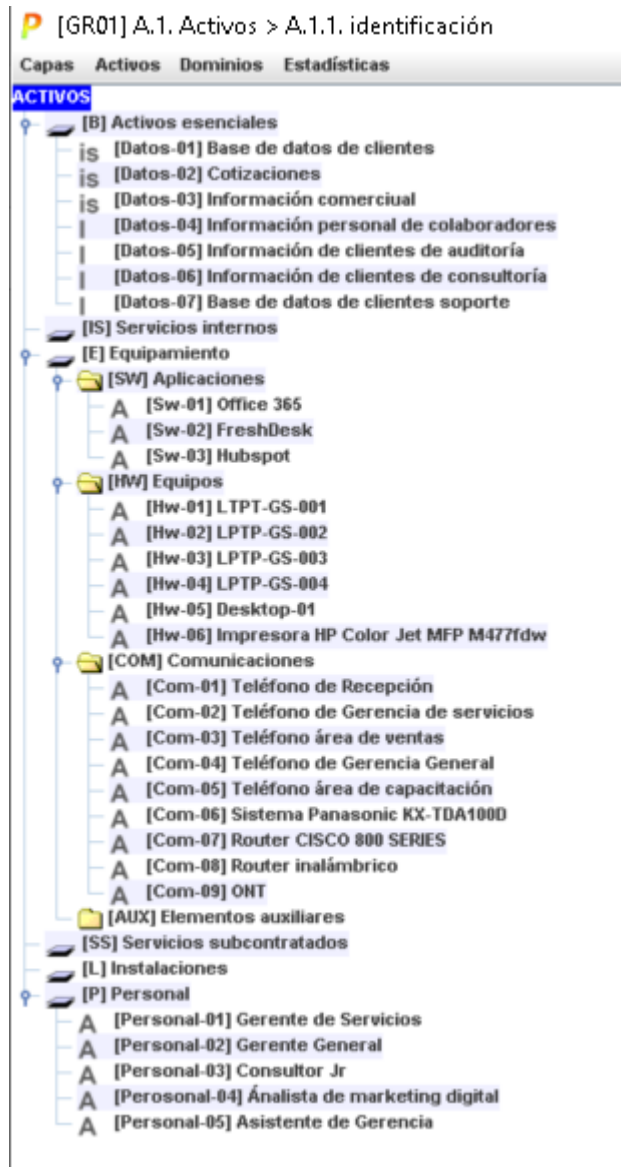 [GR01] A.1. Activos > A.1.1. identificación
Capas Activos Dominios Estadísticas
ACTIVOS
[B] Activos esenciales
is [Datos-01] Base de datos de clientes
is [Datos-02] Cotizaciones
is [Datos-03] Información comerciual
I [Datos-04] Información personal de colaboradores
I [Datos-05] Información de clientes de auditoría
I [Datos-06] Información de clientes de consultoría
I [Datos-07] Base de datos de clientes soporte
[IS] Servicios internos
[E] Equipamiento
[SW] Aplicaciones
A [Sw-01] Office 365
A [Sw-02] FreshDesk
A [Sw-03] Hubspot
[HW] Equipos
A [Hw-01] LTPT-GS-001
A [Hw-02] LPTP-GS-002
A [Hw-03] LPTP-GS-003
A [Hw-04] LPTP-GS-004
A [Hw-05] Desktop-01
A [Hw-06] Impresora HP Color Jet MFP M477fdw
[COM] Comunicaciones
A [Com-01] Teléfono de Recepción
A [Com-02] Teléfono de Gerencia de servicios
A [Com-03] Teléfono área de ventas
A [Com-04] Teléfono de Gerencia General
A [Com-05] Teléfono área de capacitación
A [Com-06] Sistema Panasonic KX-TDA100D
A [Com-07] Router CISCO 800 SERIES
A [Com-08] Router inalámbrico
A [Com-09] ONT
[AUX] Elementos auxiliares
[SS] Servicios subcontratados
[L] Instalaciones
[P] Personal
A [Personal-01] Gerente de Servicios
A [Personal-02] Gerente General
A [Personal-03] Consultor Jr
A [Perosonal-04] Ánalista de marketing digital
A [Personal-05] Asistente de Gerencia